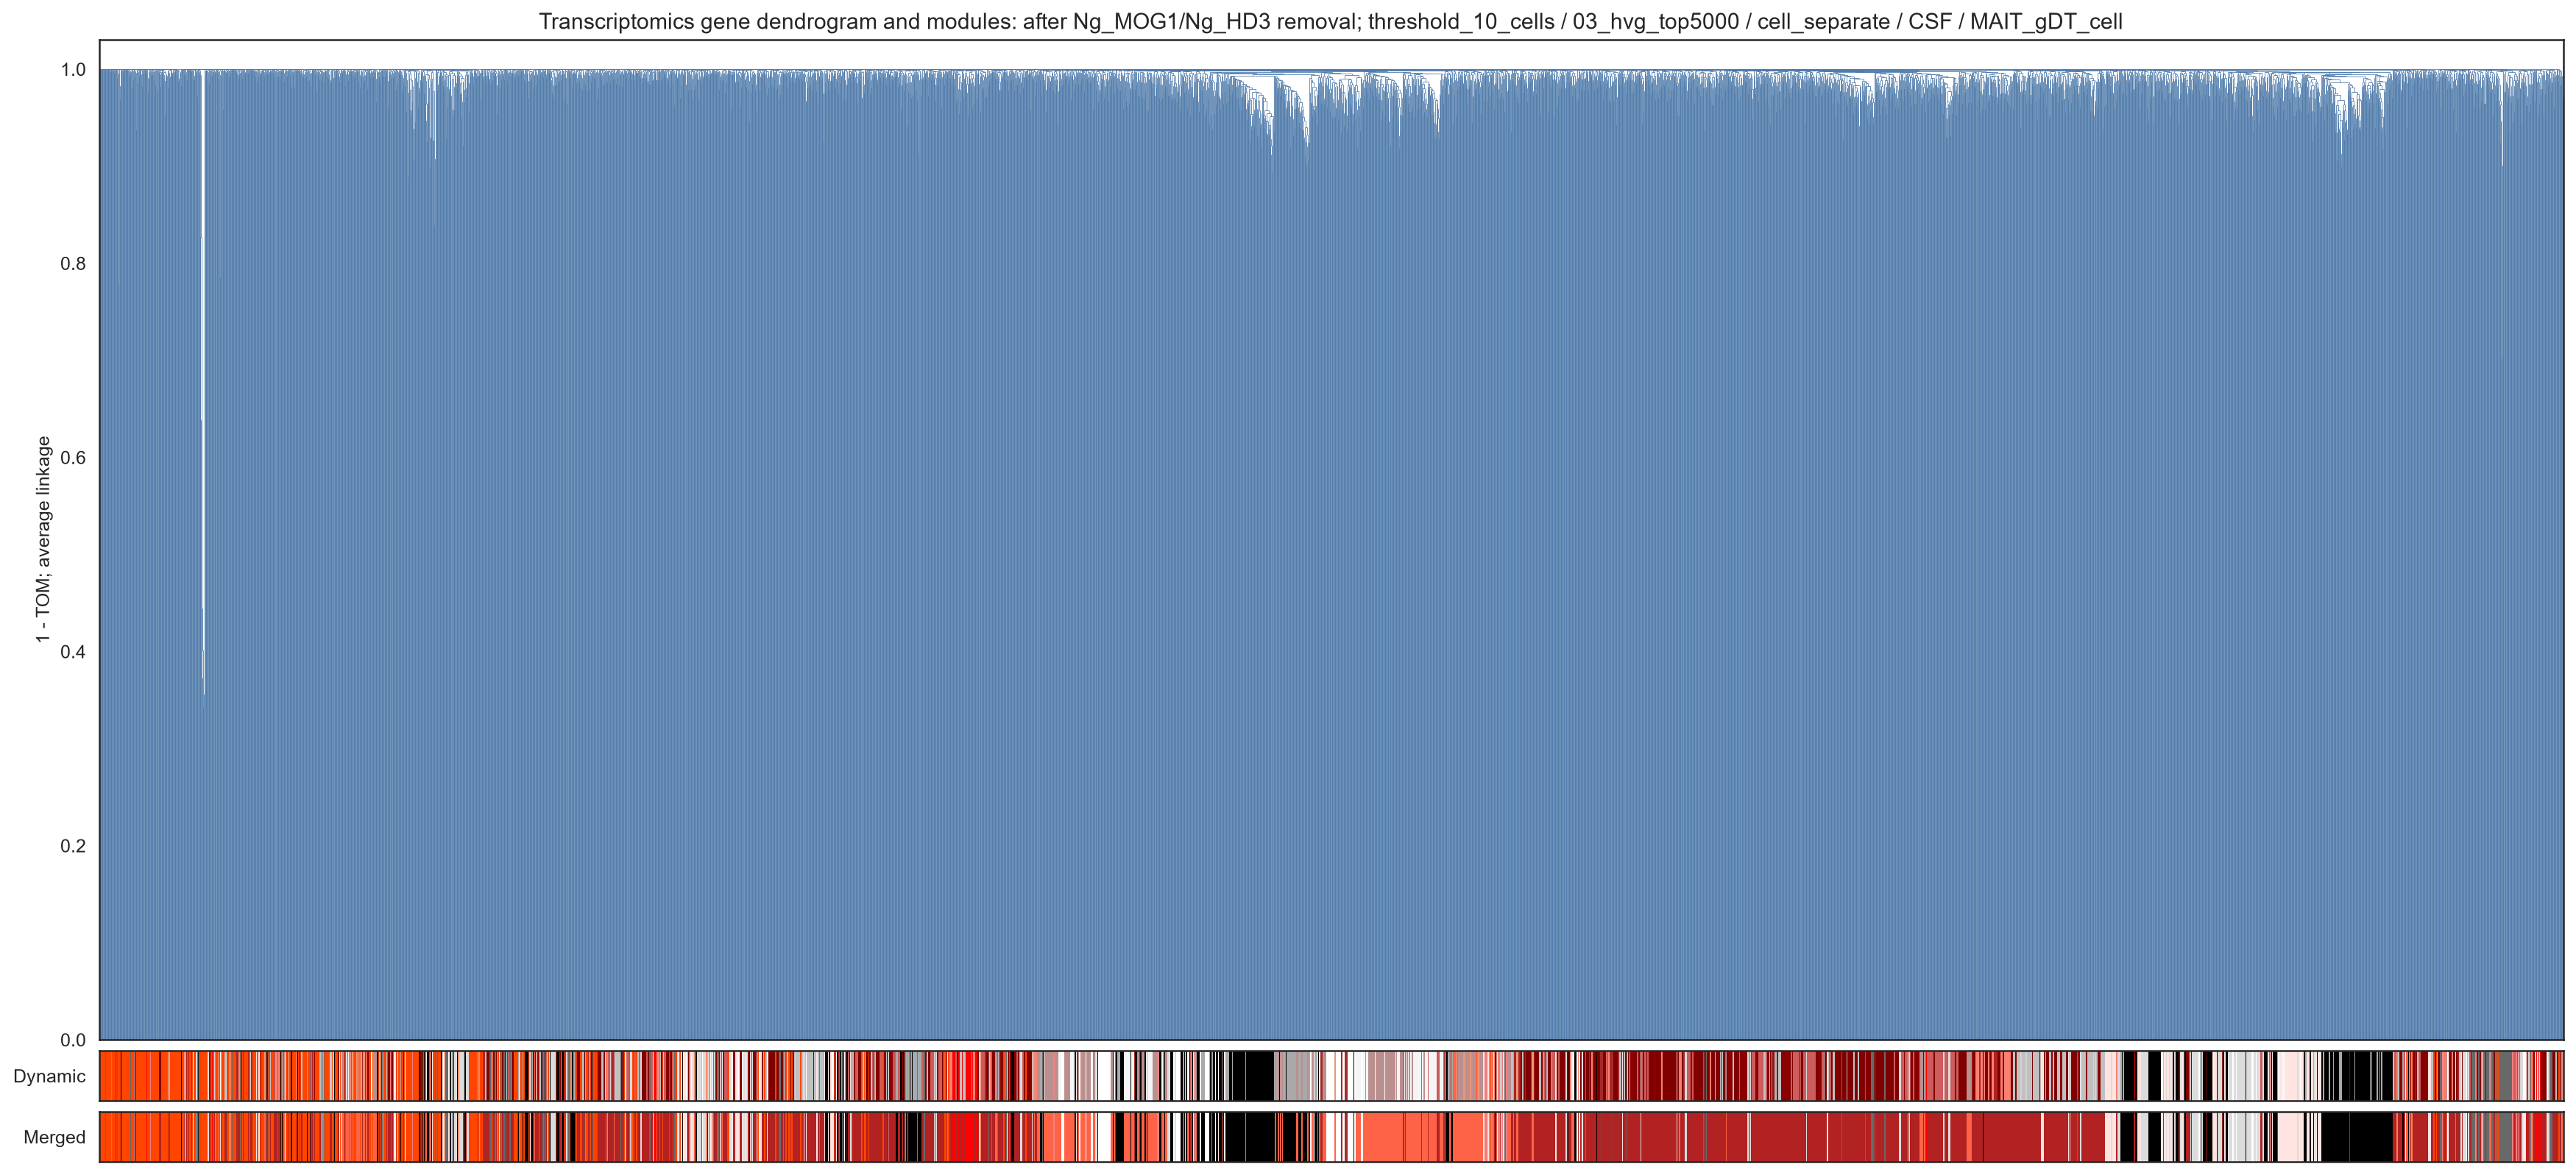 Transcriptomics gene dendrogram and modules: after Ng_MOG1/Ng_HD3 removal; threshold_10_cells / 03_hvg_top5000 / cell_separate / CSF / MAIT_gDT_cell
1.0
0.8
0.6
0.4
0.2
0.0
1 - TOM; average linkage
Dynamic
Merged